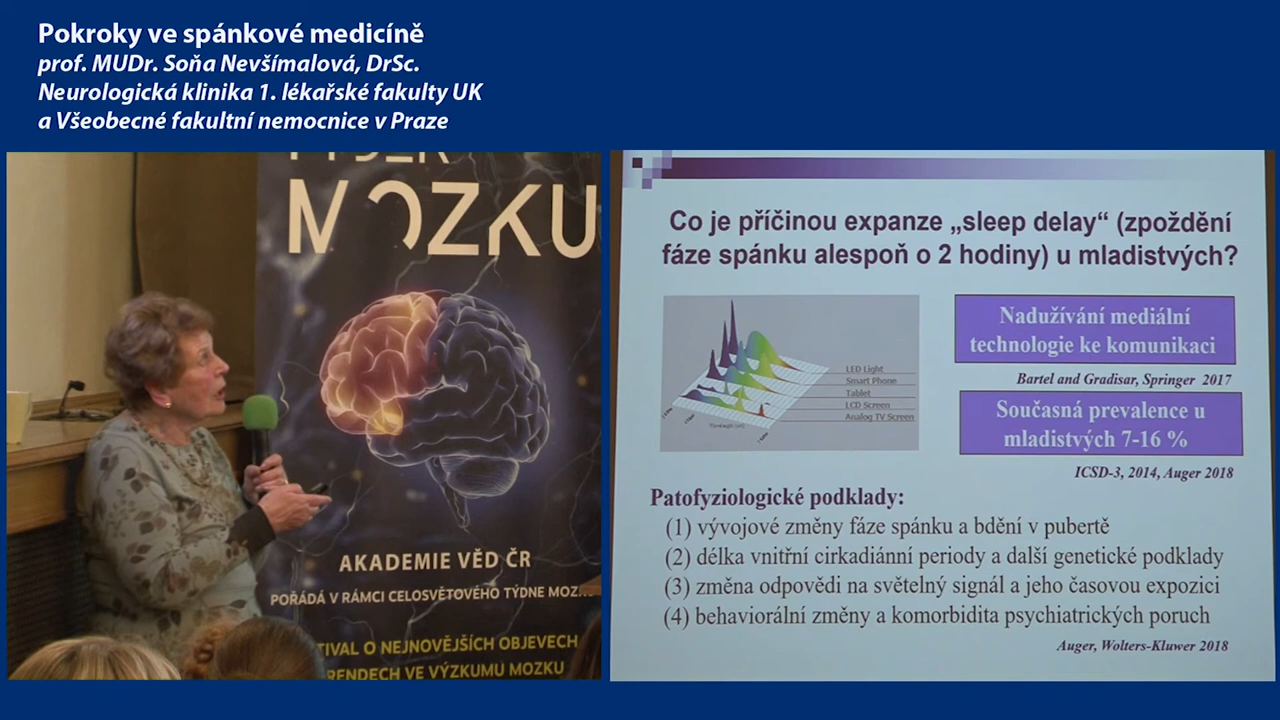 Pokroky ve spánkové medicíně
prof. MUDr. Soňa Nevšímalová, DrSc.
Neurologická klinika 1. lékařské fakulty UK
a Všeobecné fakultní nemocnice v Praze
MOZKU
AKADEMIE VĚD ČR
POŘÁDÁ V RÁMCI CELOSVĚTOVÉHO TÝDNE MOZ
TIVAL O NEJNOVĚJŠÍCH OBJEVECH
RENDECH VE VÝZKUMU MOZKU
Co je příčinou expanze „sleep delay“ (zpoždění
fáze spánku alespoň o 2 hodiny) u mladistvých?
LED Light
Smart Phone
Tablet
LCD Screen
Analog TV Screen
Nadužívání mediální
technologie ke komunikaci
Bartel and Gradisar, Springer 2017
Současná prevalence u
mladistvých 7-16 %
ICSD-3, 2014, Auger 2018
Patofyziologické podklady:
(1) vývojové změny fáze spánku a bdění v pubertě
(2) délka vnitřní cirkadiánní periody a další genetické podklady
(3) změna odpovědi na světelný signál a jeho časovou expozici
(4) behaviorální změny a komorbidita psychiatrických poruch
Auger, Wolters-Kluwer 2018